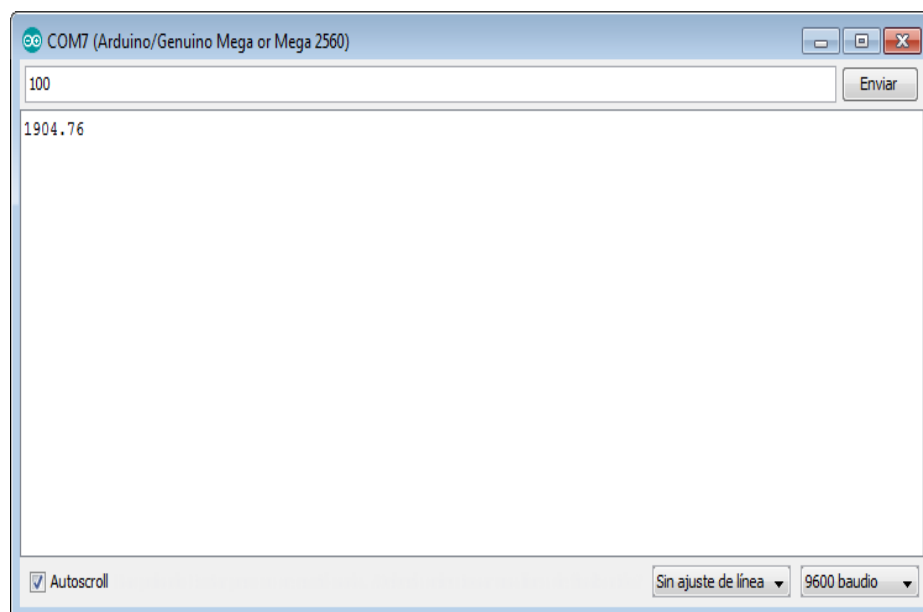 COM7 (Arduino/Genuino Mega or Mega 2560)
100
Enviar
1904.76
Autoscroll
Sin ajuste de línea
9600 baudio